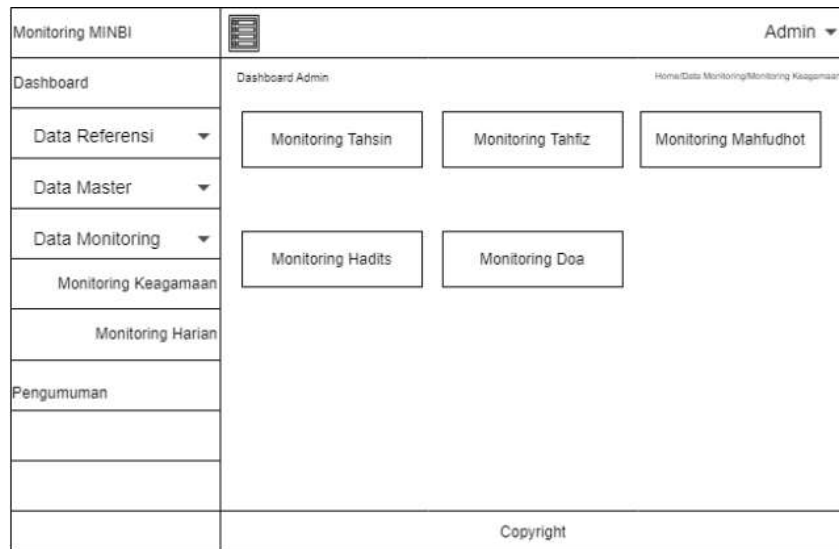 Monitoring MINBI
Admin
Dashboard
Dashboard Admin
Home/Data Monitoring/Monitoring Keagamaan
Data Referensi
Data Master
Data Monitoring
Monitoring Keagamaan
Monitoring Harian
Pengumuman
Monitoring Tahsin
Monitoring Tahfiz
Monitoring Mahfudhot
Monitoring Hadits
Monitoring Doa
Copyright